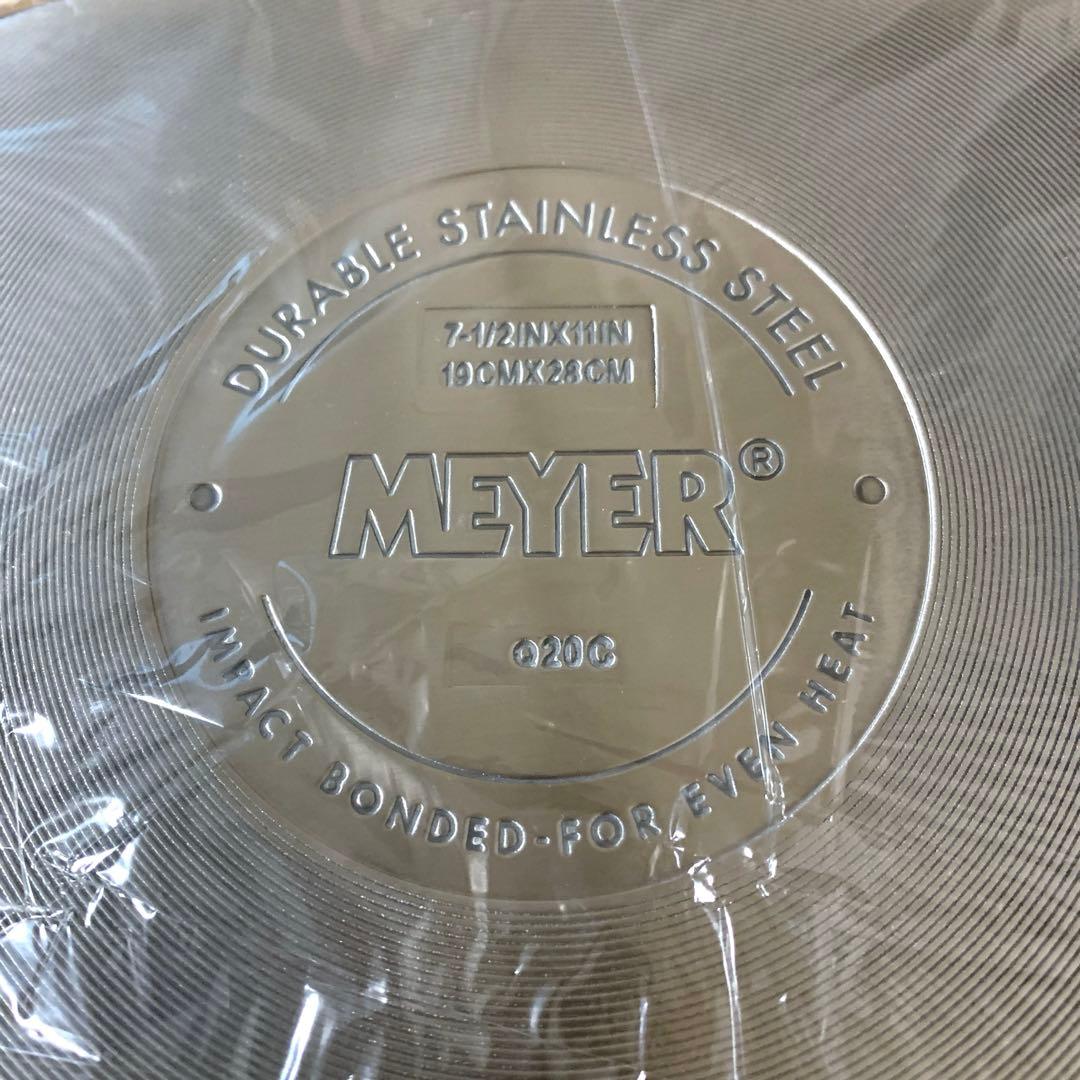 DURABLE STAINLESS STEEL
7-1/2INX11IN
19CMX28CM
MEYER®
Q20C
IMPACT BONDED-FOR EVEN HEAT